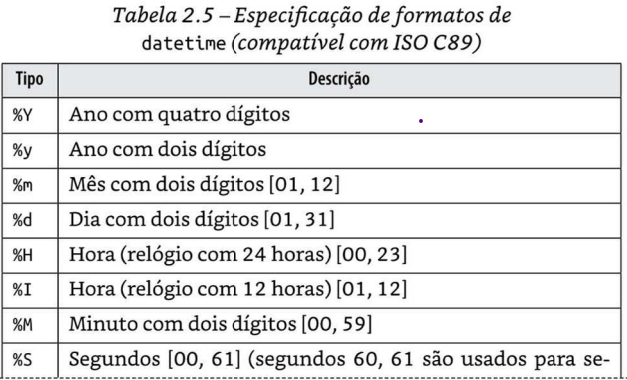 Tabela 2.5 – Especificação de formatos de
datetime (compatível com ISO C89)
Tipo Descrição
%Y Ano com quatro dígitos
%y Ano com dois dígitos
%m Mês com dois dígitos [01, 12]
%d Dia com dois dígitos [01, 31]
%H Hora (relógio com 24 horas) [00, 23]
%I Hora (relógio com 12 horas) [01, 12]
%M Minuto com dois dígitos [00, 59]
%S Segundos [00, 61] (segundos 60, 61 são usados para se-